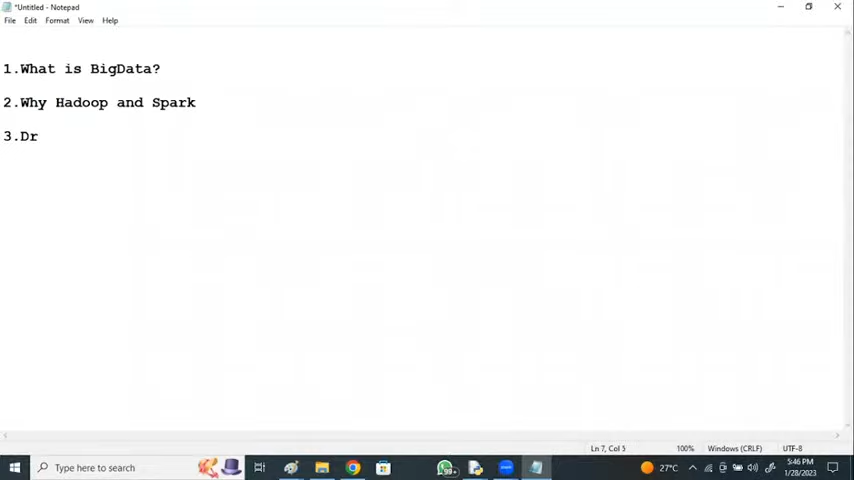 *Untitled - Notepad
File Edit Format View Help
1.What is BigData?
2.Why Hadoop and Spark
3.Dr
Ln 7, Col 5 100% Windows (CRLF) UTF-8
Type here to search
99+
27°C
5:46 PM
1/28/2023